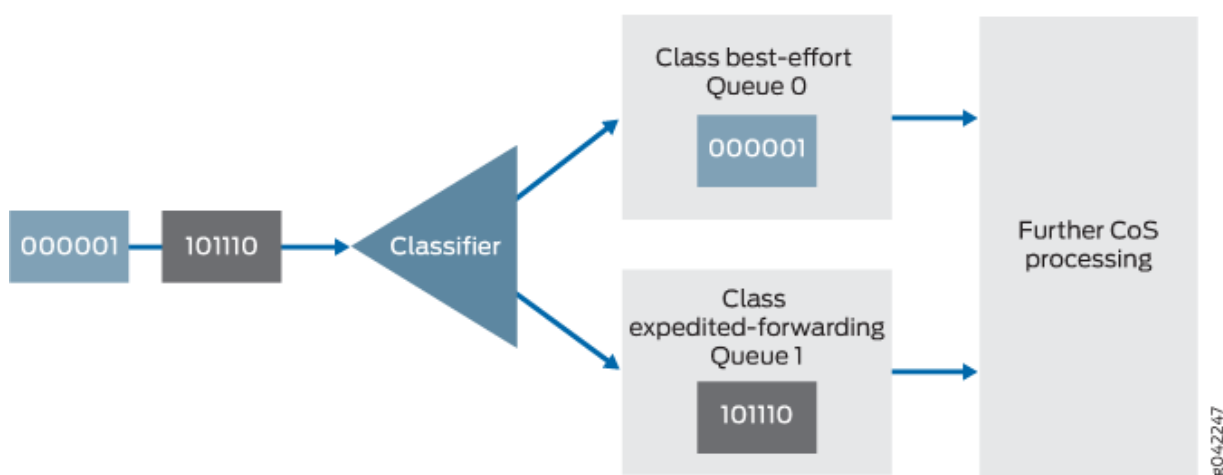 000001
101110
Classifier
Class best-effort
Queue 0
000001
Class
expedited-forwarding
Queue 1
101110
Further CoS
processing
g042247